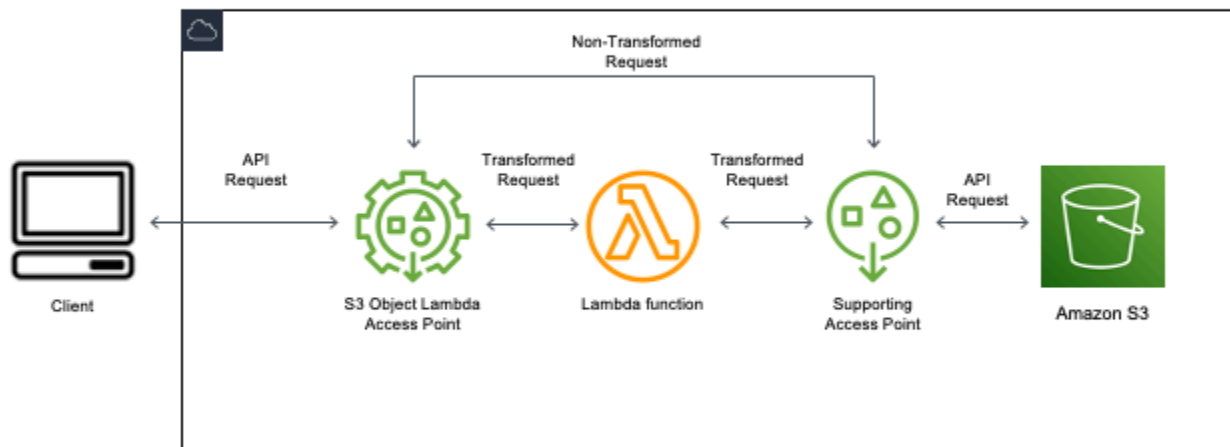 Non-Transformed
Request
API
Request
Transformed
Request
Transformed
Request
API
Request
Client
S3 Object Lambda
Access Point
Lambda function
Supporting
Access Point
Amazon S3